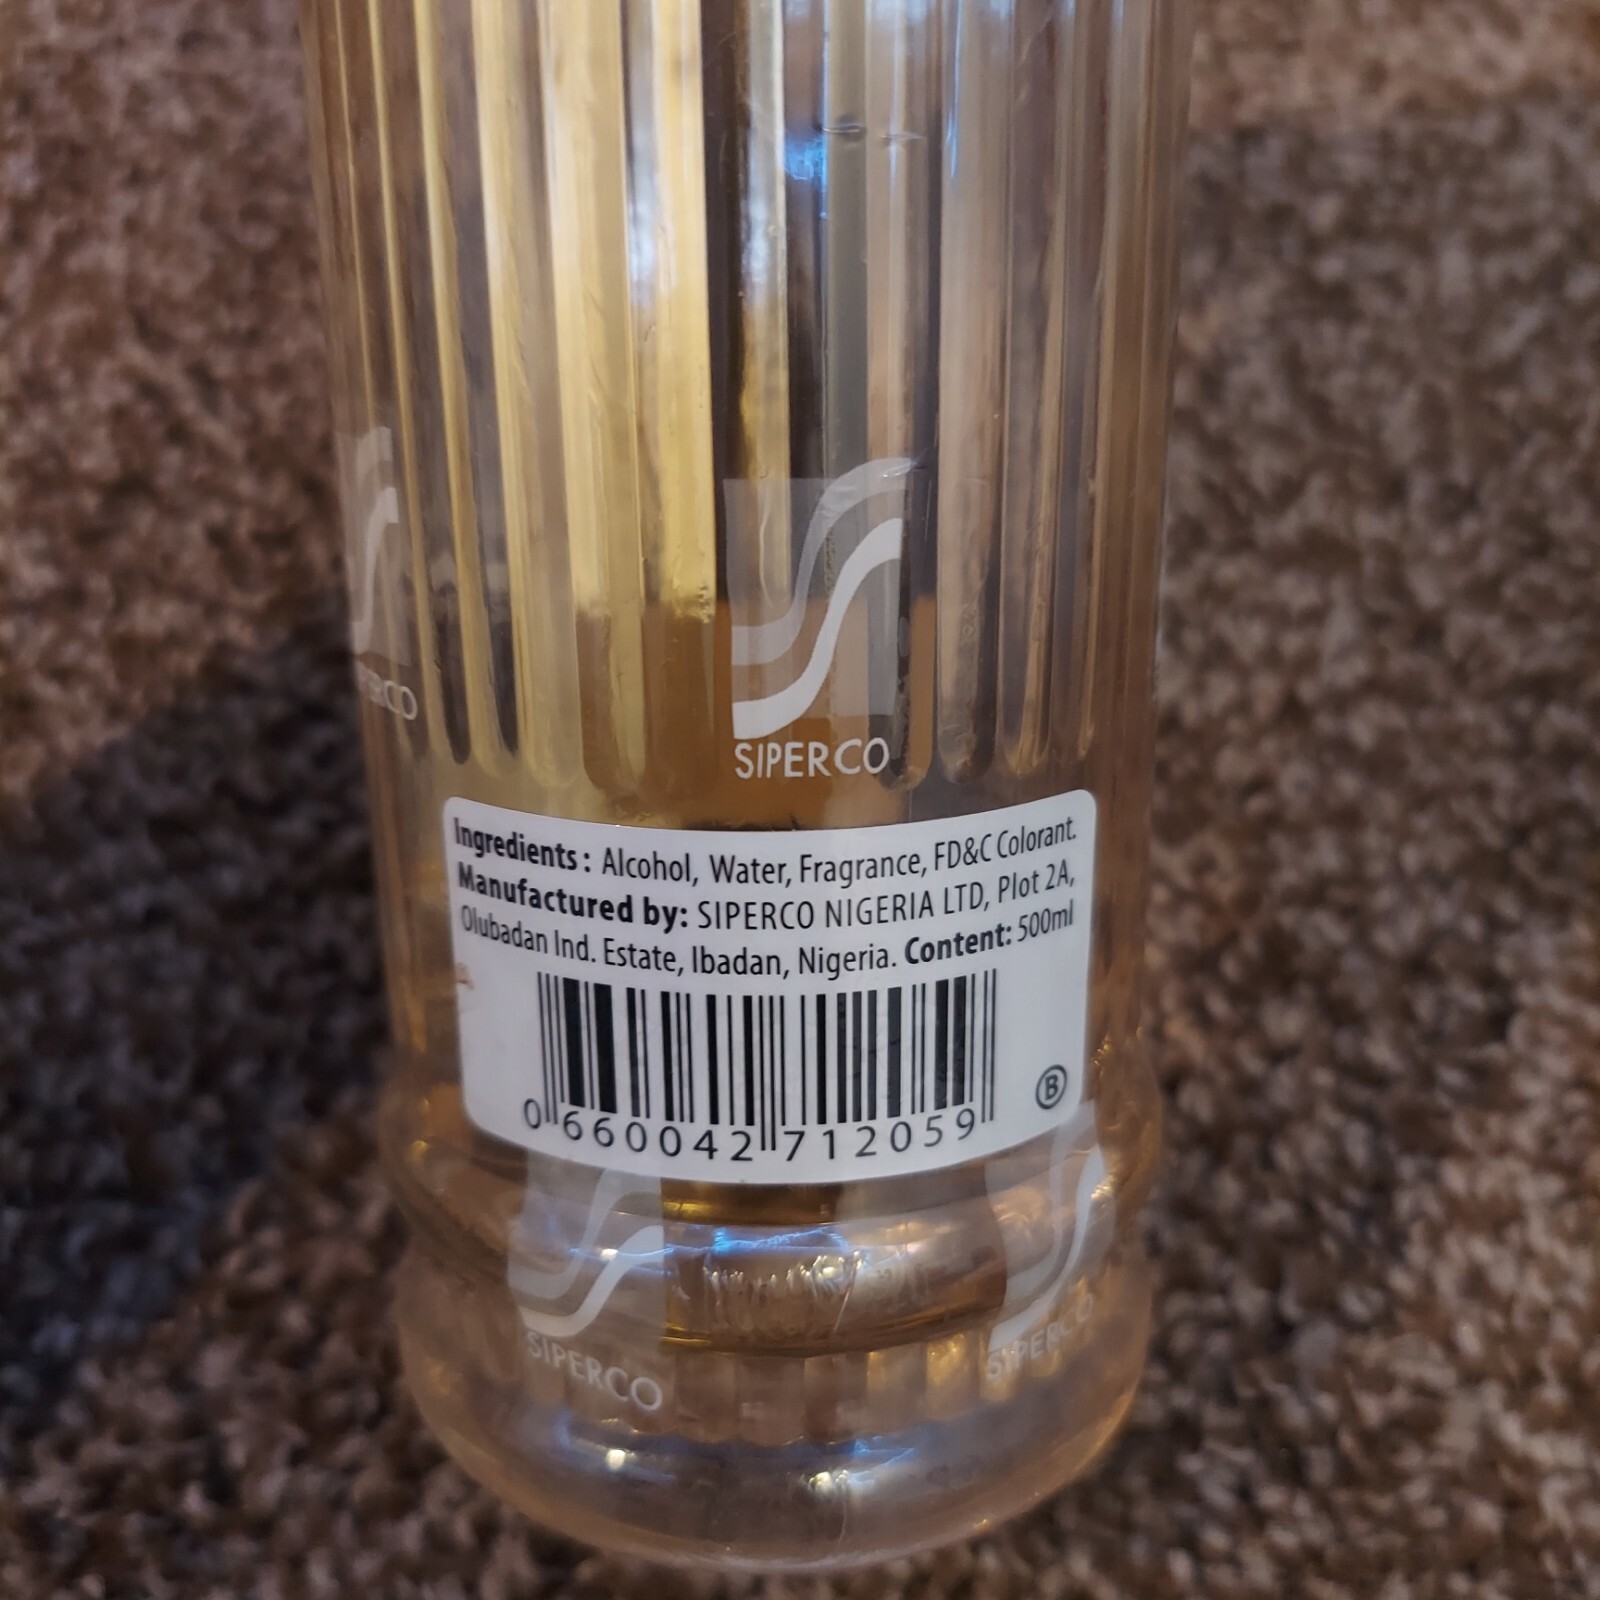 SIPERCO
Ingredients: Alcohol, Water, Fragrance, FD&C Colorant.
Manufactured by: SIPERCO NIGERIA LTD, Plot 2A,
Olubadan Ind. Estate, Ibadan, Nigeria. Content: 500ml
0 660042 712059
B
SIPERCO
SIPERCO